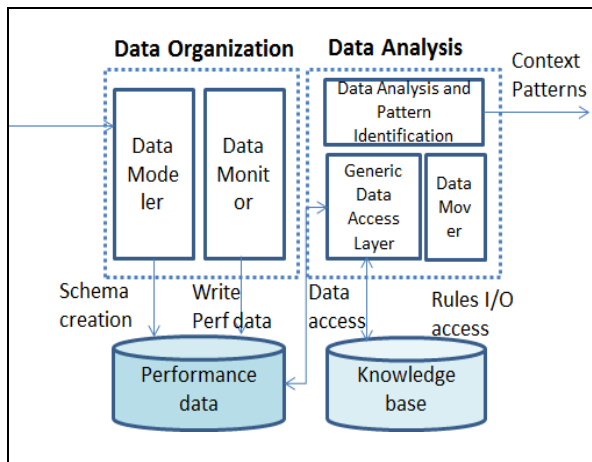 Data Organization
Data Analysis
Context
Patterns
Data Analysis and
Pattern
Identification
Data
Mode
ler
Data
Monit
or
Generic
Data
Access
Layer
Data
Mov
er
Schema
creation
Write
Perf data
Data
access
Rules I/O
access
Performance
data
Knowledge
base